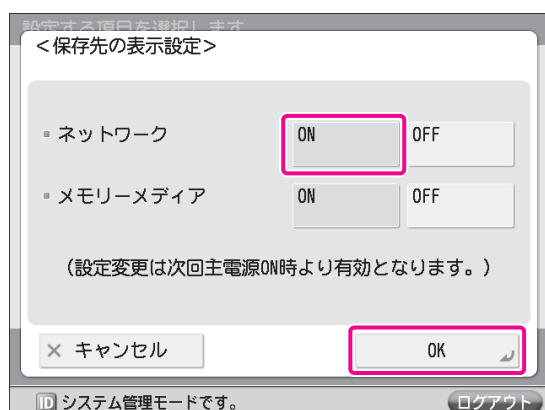 設定する項目を選択します
<保存先の表示設定>
ネットワーク ON OFF
メモリーメディア ON OFF
(設定変更は次回主電源ON時より有効となります。)
× キャンセル OK
ID システム管理モードです。 ログアウト